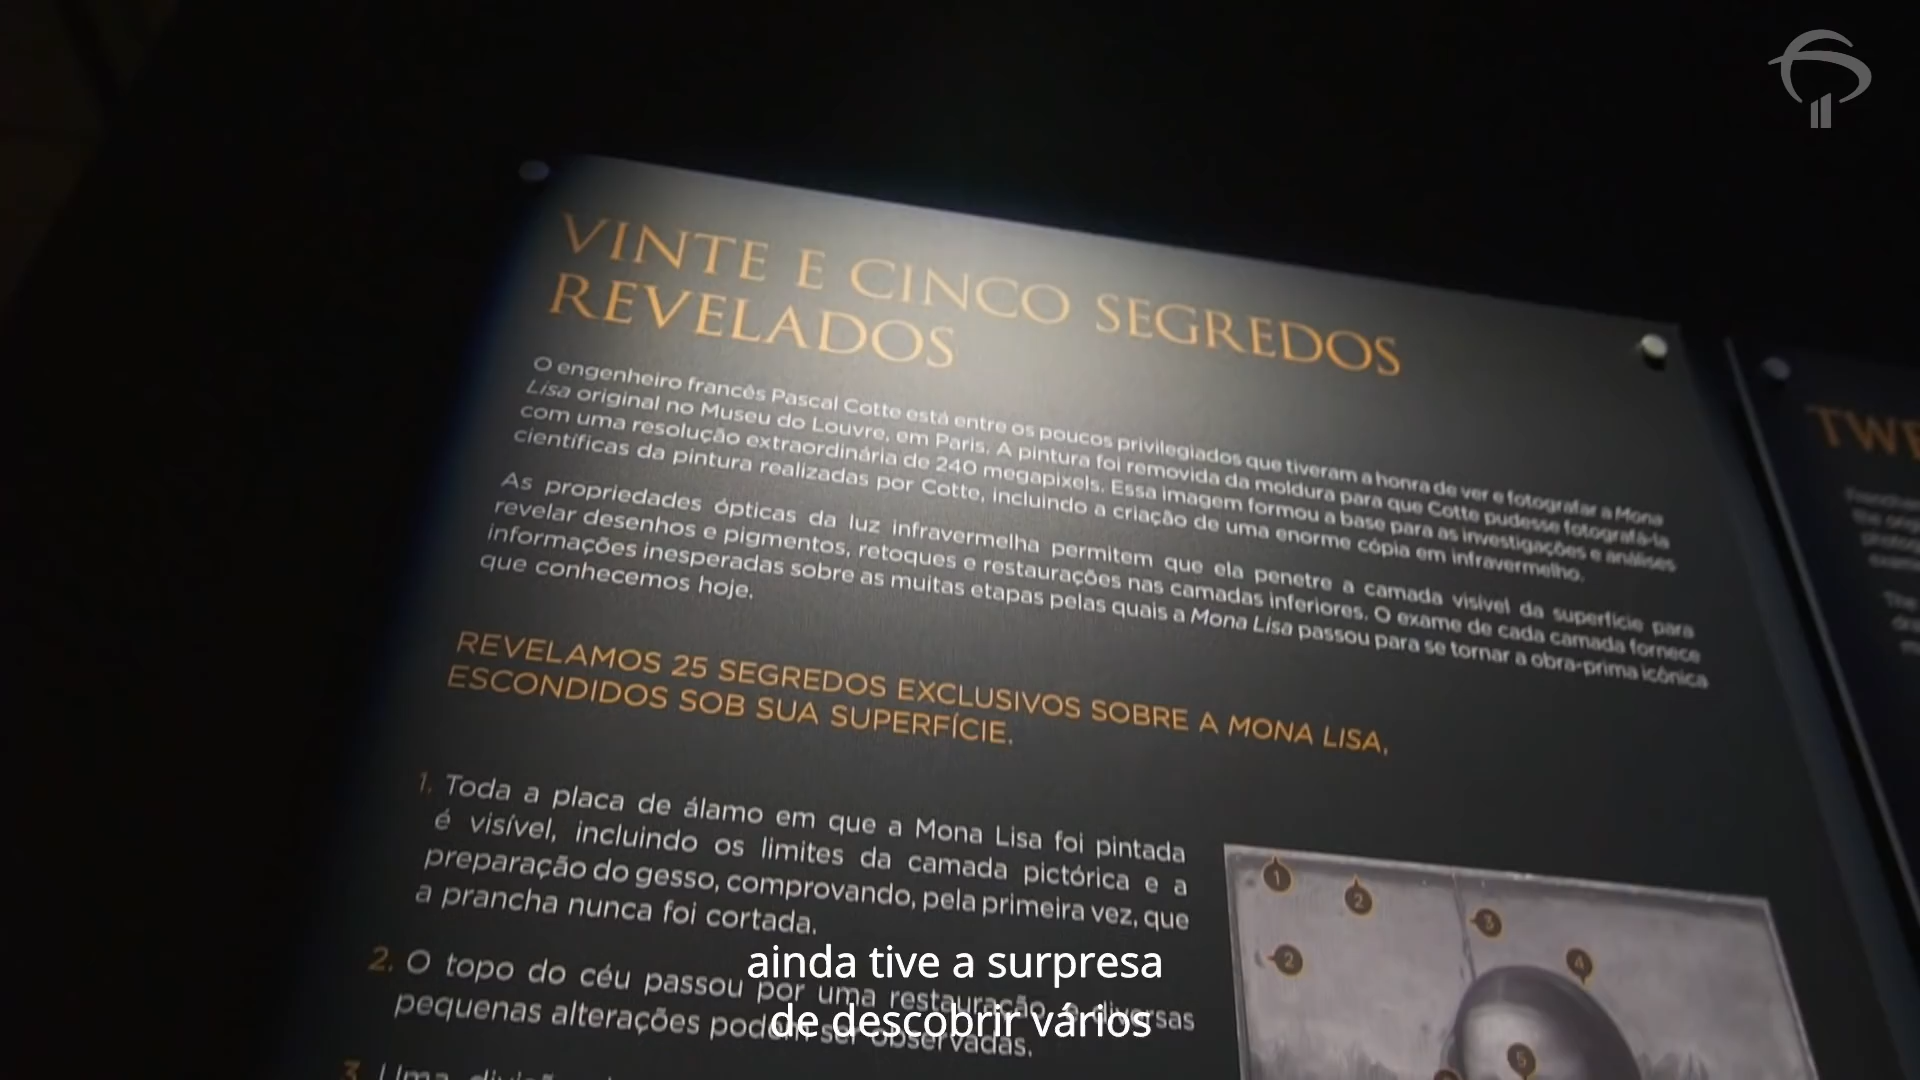 VINTE E CINCO SEGREDOS
REVELADOS
O engenheiro francês Pascal Cotte está entre os poucos privilegiados que tiveram a honra de ver e fotografar a Mona
Lisa original no Museu do Louvre, em Paris. A pintura foi removida da moldura para que Cotte pudesse fotografá-la
com uma resolução extraordinária de 240 megapixels. Essa imagem formou a base para as investigações e análises
científicas da pintura realizadas por Cotte, incluindo a criação de uma enorme cópia em infravermelho.
As propriedades ópticas da luz infravermelha permitem que ela penetre a camada visível da superfície para
revelar desenhos e pigmentos, retoques e restaurações nas camadas inferiores. O exame de cada camada fornece
informações inesperadas sobre as muitas etapas pelas quais a Mona Lisa passou para se tornar a obra-prima icônica
que conhecemos hoje.
REVELAMOS 25 SEGREDOS EXCLUSIVOS SOBRE A MONA LISA,
ESCONDIDOS SOB SUA SUPERFÍCIE.
1. Toda a placa de álamo em que a Mona Lisa foi pintada
é visível, incluindo os limites da camada pictórica e a
preparação do gesso, comprovando, pela primeira vez, que
a prancha nunca foi cortada.
2. O topo do céu passou por uma restauração, e diversas
pequenas alterações podem ser observadas.
3. Uma
1
2
3
2
4
5
TWE
ainda tive a surpresa
de descobrir vários